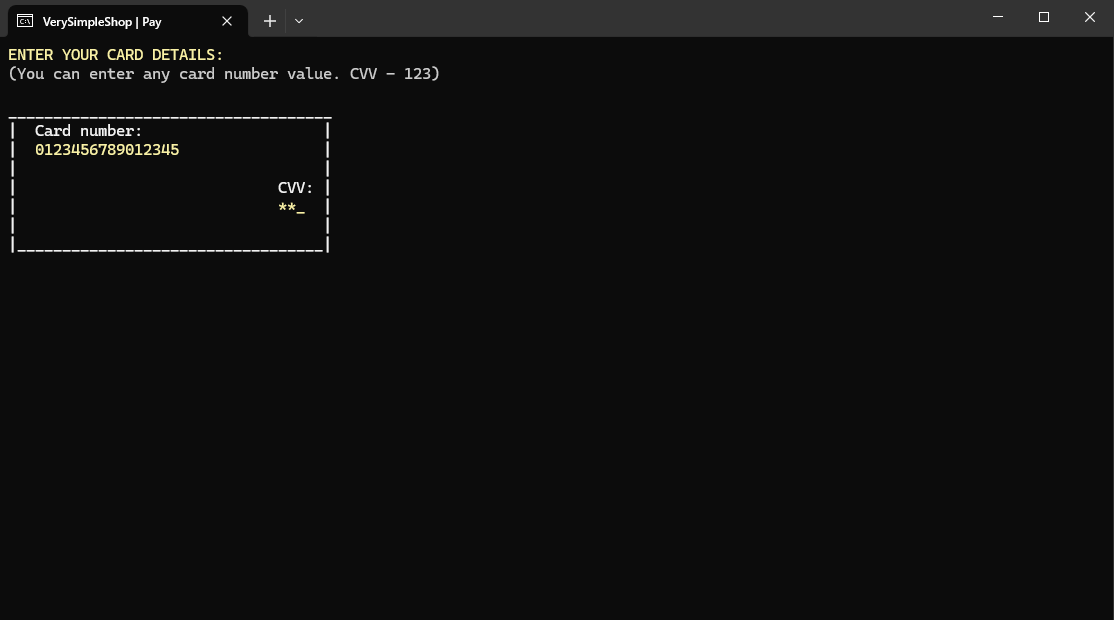 VerySimpleShop | Pay
ENTER YOUR CARD DETAILS:
(You can enter any card number value. CVV - 123)
Card number:
0123456789012345
CVV:
**_